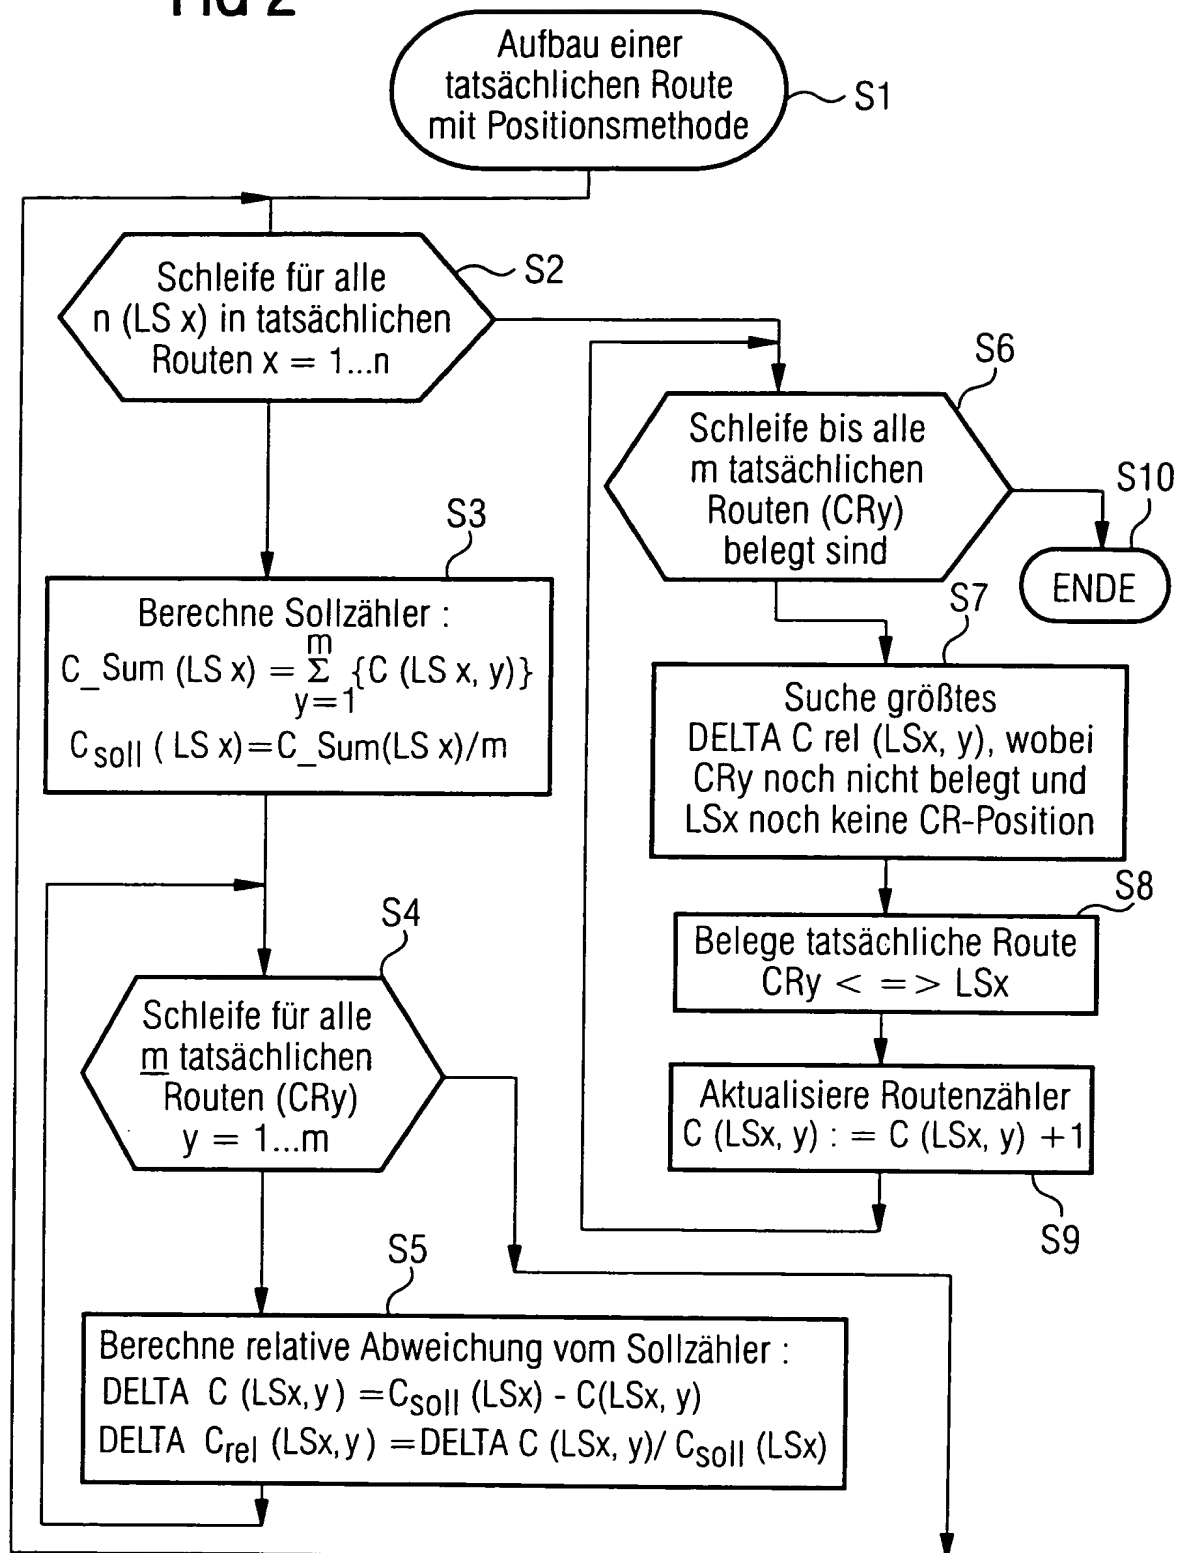 FIG 2
Aufbau einer
tatsächlichen Route
mit Positionsmethode
S1
Schleife für alle
n (LS x) in tatsächlichen
Routen x = 1...n
S2
S3
Berechne Sollzähler :
C_Sum (LS x) = m Σ y=1 {C (LS x, y)}
Csoll ( LS x)=C_Sum(LS x)/m
S4
Schleife für alle
m tatsächlichen
Routen (CRy)
y = 1...m
S5
Berechne relative Abweichung vom Sollzähler :
DELTA C (LSx,y) =Csoll (LSx) - C(LSx, y)
DELTA Crel (LSx,y) =DELTA C (LSx, y)/ Csoll (LSx)
S6
Schleife bis alle
m tatsächlichen
Routen (CRy)
belegt sind
S10
ENDE
S7
Suche größtes
DELTA C rel (LSx, y), wobei
CRy noch nicht belegt und
LSx noch keine CR-Position
S8
Belege tatsächliche Route
CRy < = > LSx
Aktualisiere Routenzähler
C (LSx, y) : = C (LSx, y) +1
S9